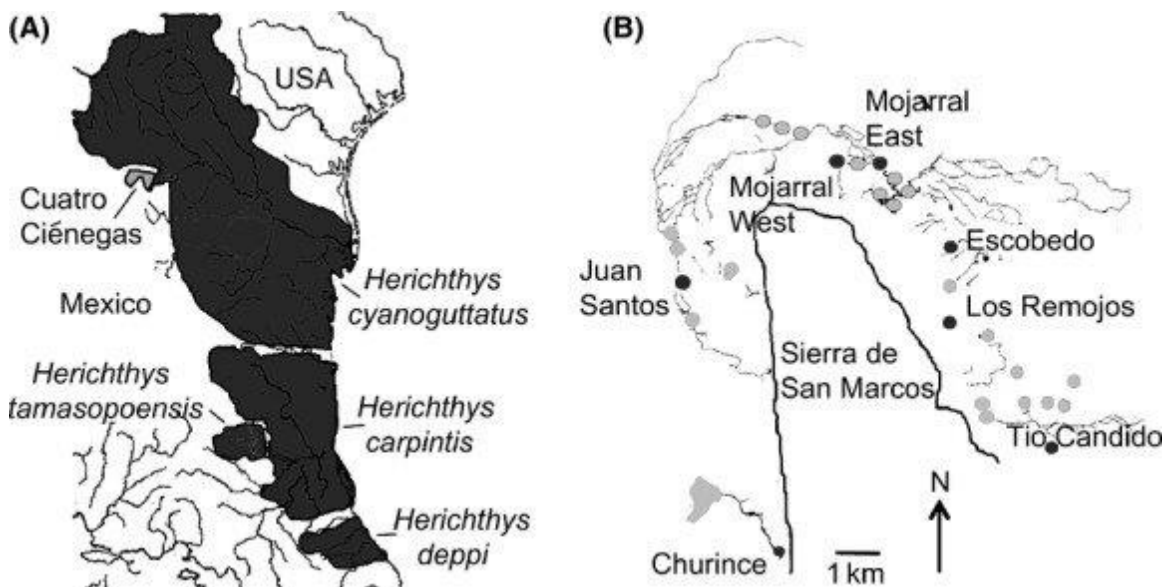 (A)
USA
Cuatro
Ciénegas
Mexico
Herichthys
cyanoguttatus
Herichthys
tamasopoensis
Herichthys
carpintis
Herichthys
deppi
(B)
Mojarral
East
Mojarral
West
Escobedo
Juan
Santos
Los Remojos
Sierra de
San Marcos
Tio Candido
N
Churince
1 km